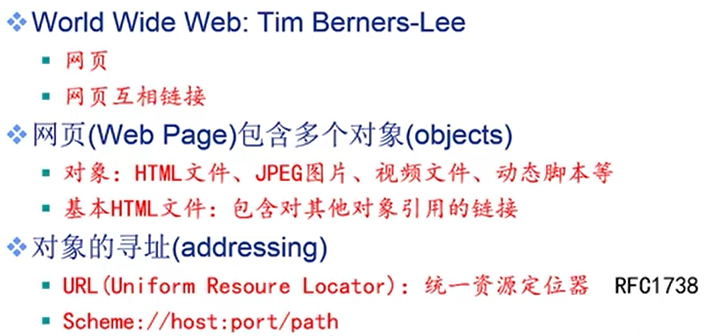 World Wide Web: Tim Berners-Lee
网页
网页互相链接
网页(Web Page)包含多个对象(objects)
对象：HTML文件、JPEG图片、视频文件、动态脚本等
基本HTML文件：包含对其他对象引用的链接
对象的寻址(addressing)
URL(Uniform Resoure Locator)：统一资源定位器 RFC1738
Scheme://host:port/path